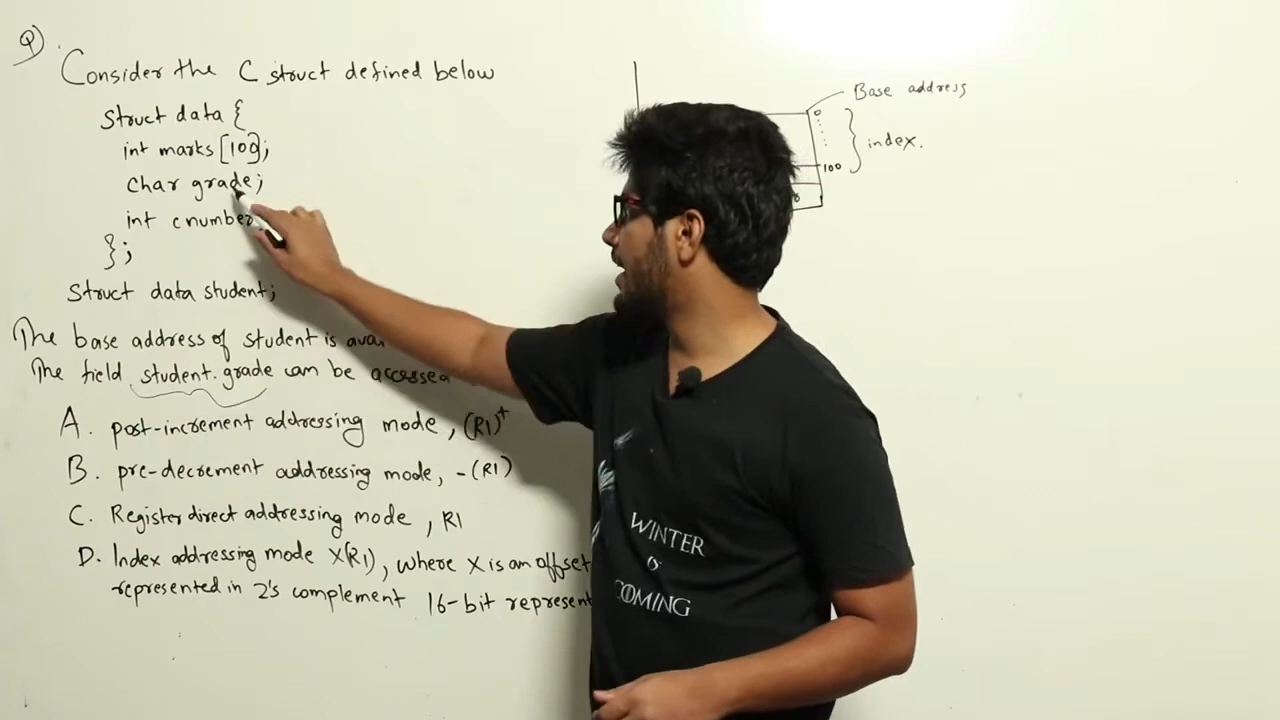 Q).
Consider the C struct defined below
Struct data {
int marks [100];
char grade;
int cnumber
};
Struct data student;
The base address of student is
The field student.grade can be accessed
A. post-increment addressing mode, (R1)+
B. pre-decrement addressing mode, -(R1)
C. Register direct addressing mode, R1
D. Index addressing mode X(R1), where X is an offset
represented in 2's complement 16-bit
Base address
0
index.
100
WINTER
IS
COMING